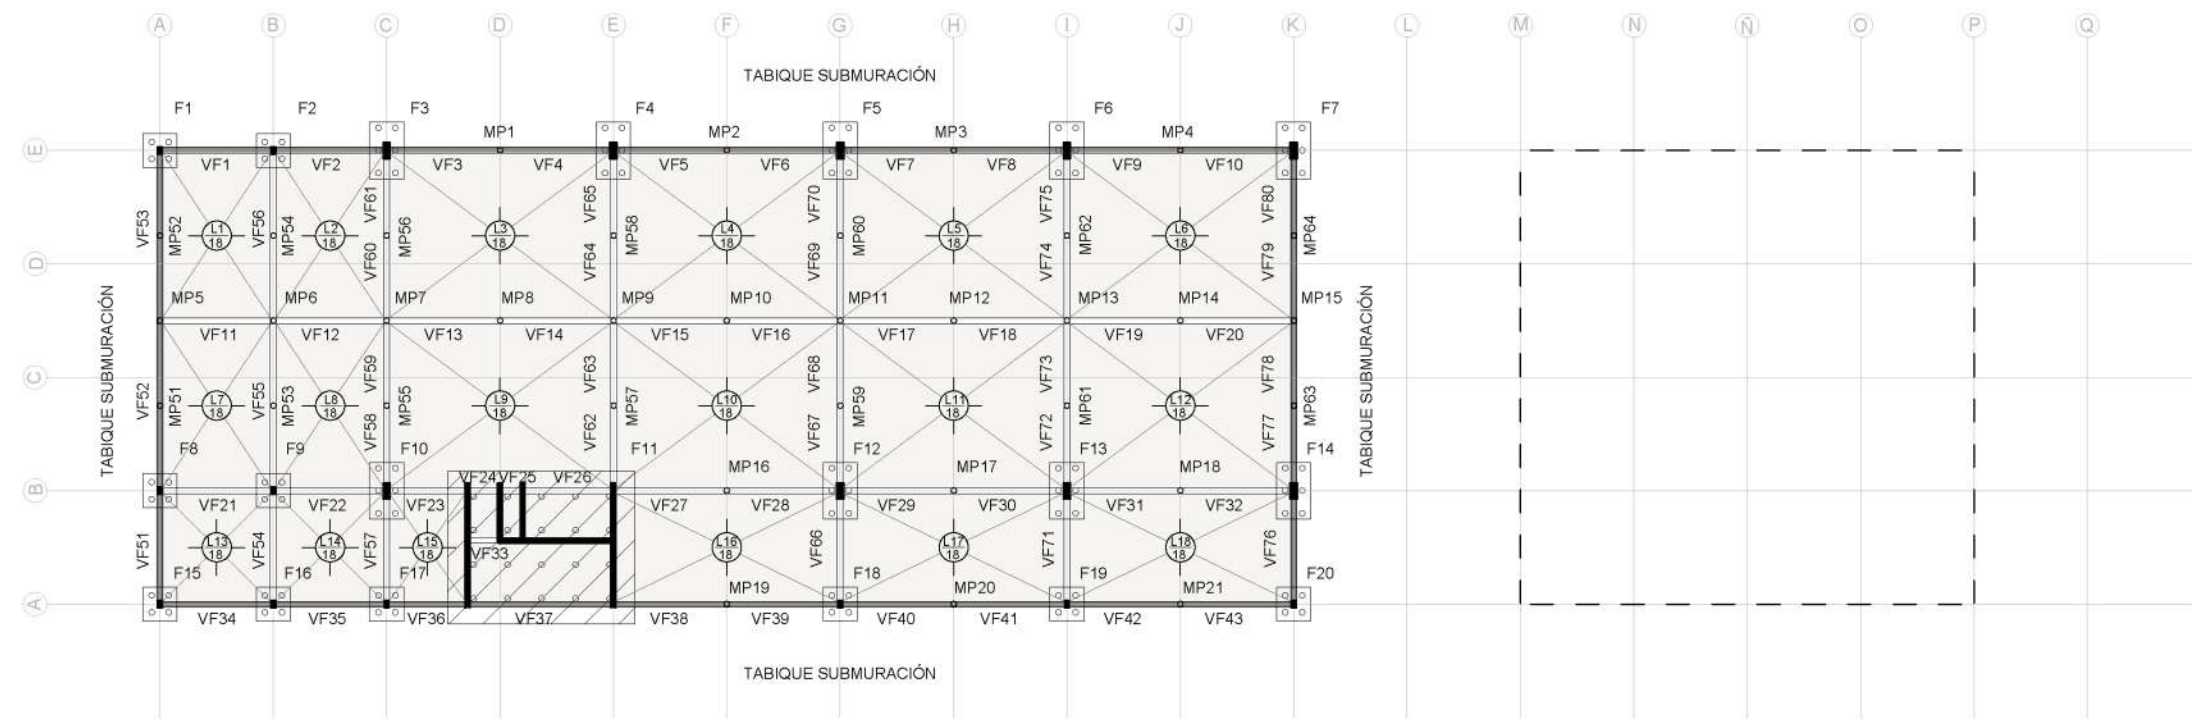 A B C D E F G H I J K L M N Ñ O P Q
TABIQUE SUBMURACIÓN
F1 F2 F3 F4 F5 F6 F7
MP1 MP2 MP3 MP4
E
VF1 VF2 VF3 VF4 VF5 VF6 VF7 VF8 VF9 VF10
VF61 VF65 VF70 VF75 VF80
VF53 MP52 VF56 MP54 MP56 MP58 MP60 MP62 MP64
L1 L2 L3 L4 L5 L6
18 18 18 18 18 18
VF60 VF64 VF69 VF74 VF79
D
MP5 MP6 MP7 MP8 MP9 MP10 MP11 MP12 MP13 MP14 MP15
VF11 VF12 VF13 VF14 VF15 VF16 VF17 VF18 VF19 VF20
TABIQUE SUBMURACIÓN
TABIQUE SUBMURACIÓN
VF59 VF63 VF68 VF73 VF78
C
VF52 MP51 VF55 MP53 MP55 MP57 MP59 MP61 MP63
L7 L8 L9 L10 L11 L12
18 18 18 18 18 18
VF58 VF62 VF67 VF72 VF77
F8 F9 F10 F11 F12 F13 F14
MP16 MP17 MP18
VF24 VF25 VF26
B
VF21 VF22 VF23 VF27 VF28 VF29 VF30 VF31 VF32
VF51 VF54 VF57 VF66 VF71 VF76
L13 L14 L15 L16 L17 L18
18 18 18 18 18 18
VF33
F15 F16 F17 F18 F19 F20
MP19 MP20 MP21
A
VF34 VF35 VF36 VF37 VF38 VF39 VF40 VF41 VF42 VF43
TABIQUE SUBMURACIÓN